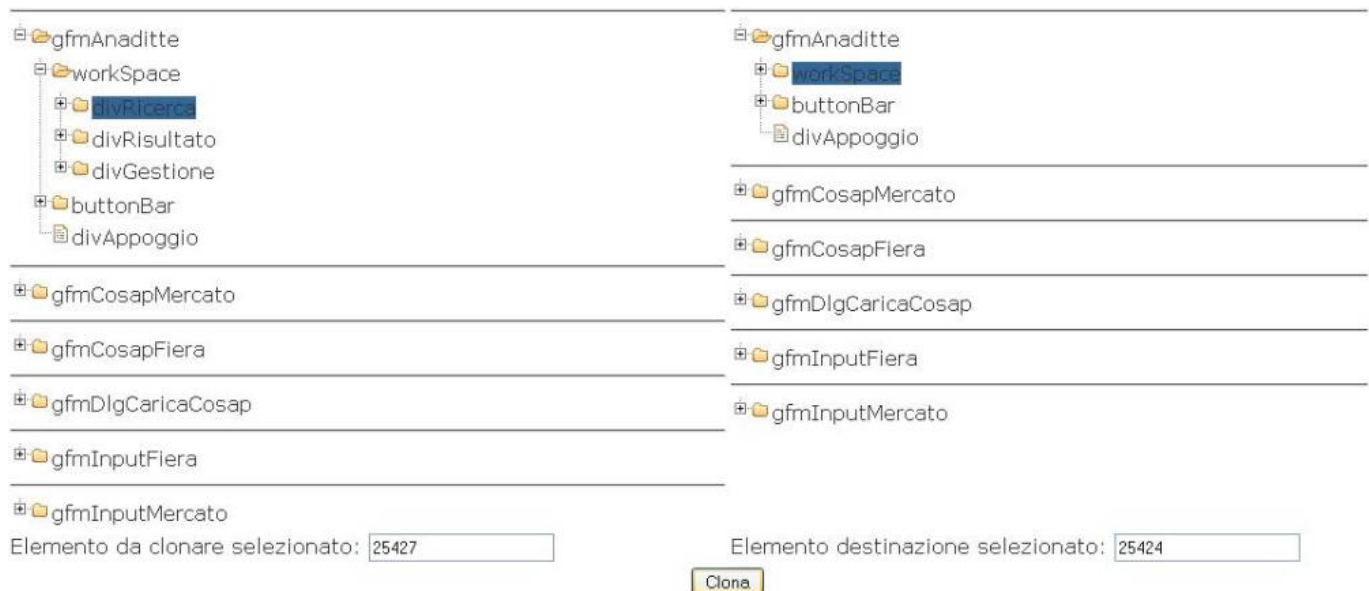 gfmAnaditte
workSpace
divRicerca
divRisultato
divGestione
buttonBar
divAppoggio
gfmCosapMercato
gfmCosapFiera
gfmDlgCaricaCosap
gfmInputFiera
gfmInputMercato
Elemento da clonare selezionato: 25427
gfmAnaditte
workSpace
buttonBar
divAppoggio
gfmCosapMercato
gfmCosapFiera
gfmDlgCaricaCosap
gfmInputFiera
gfmInputMercato
Elemento destinazione selezionato: 25424
Clona